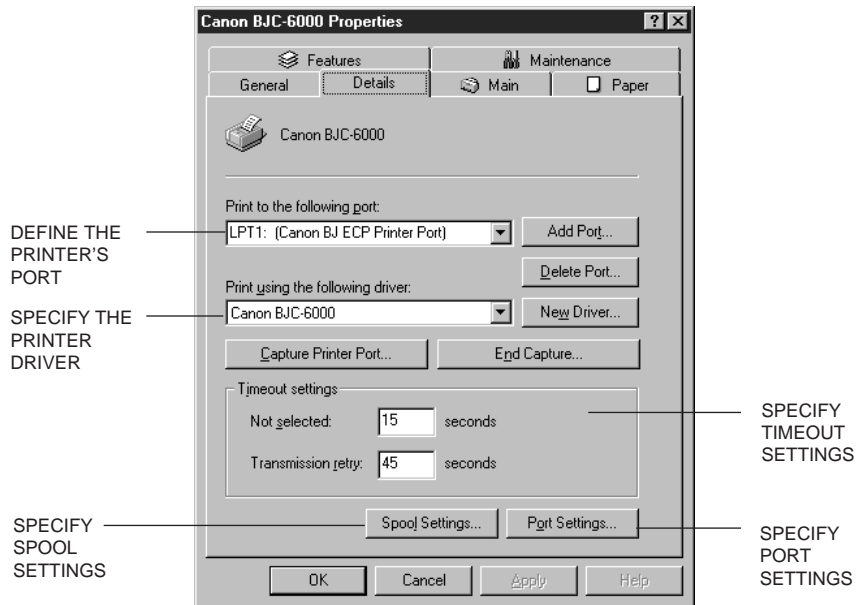 Canon BJC-6000 Properties
Features
Maintenance
General
Details
Main
Paper
Canon BJC-6000
Print to the following port:
LPT1: (Canon BJ ECP Printer Port)
Add Port...
Delete Port...
Print using the following driver:
Canon BJC-6000
New Driver...
Capture Printer Port...
End Capture...
Timeout settings
Not selected:
15
seconds
Transmission retry:
45
seconds
Spool Settings...
Port Settings...
OK
Cancel
Apply
Help
DEFINE THE
PRINTER'S
PORT
SPECIFY THE
PRINTER
DRIVER
SPECIFY
SPOOL
SETTINGS
SPECIFY
TIMEOUT
SETTINGS
SPECIFY
PORT
SETTINGS